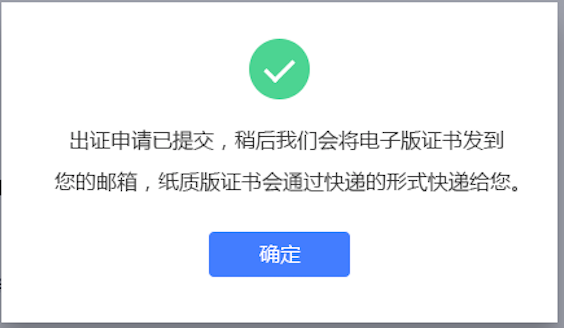 出证申请已提交，稍后我们会将电子版证书发到
您的邮箱，纸质版证书会通过快递的形式快递给您。
确定